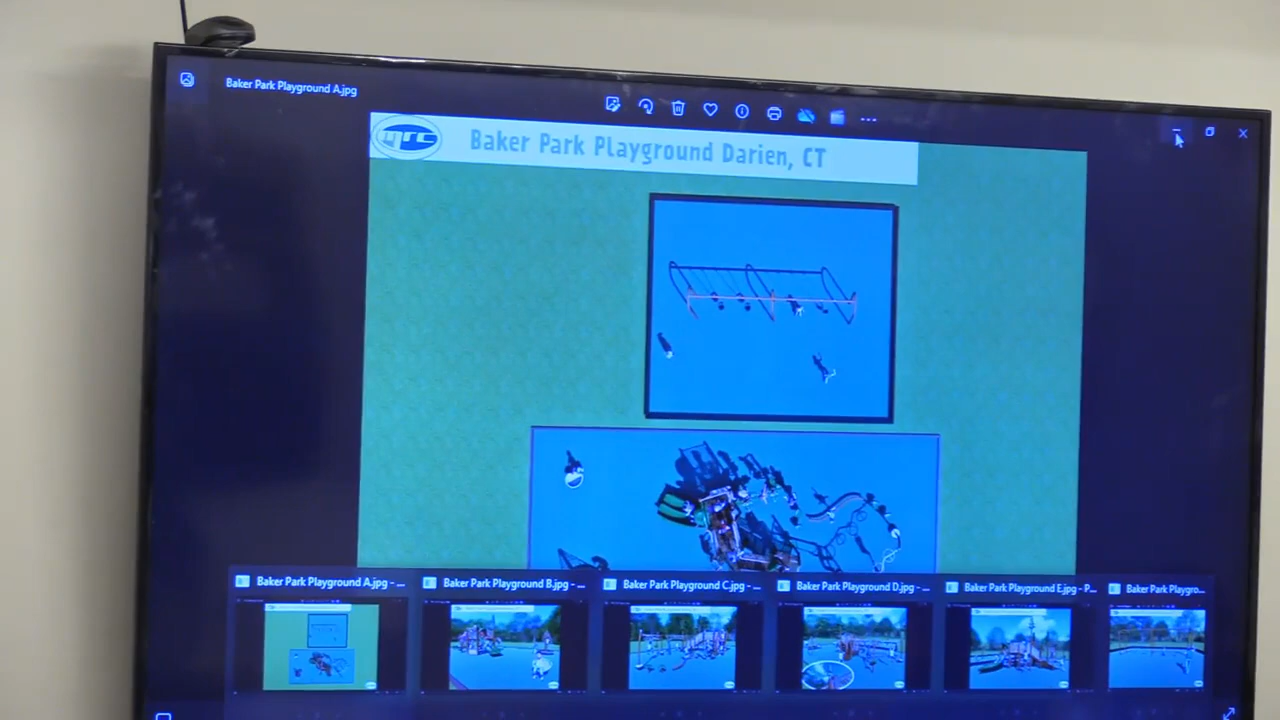 Baker Park Playground A.jpg
mrc
Baker Park Playground Darien, CT
Baker Park Playground A.jpg - ...
Baker Park Playground B.jpg - ...
Baker Park Playground C.jpg - ...
Baker Park Playground D.jpg - ...
Baker Park Playground E.jpg - P...
Baker Park Playgro...